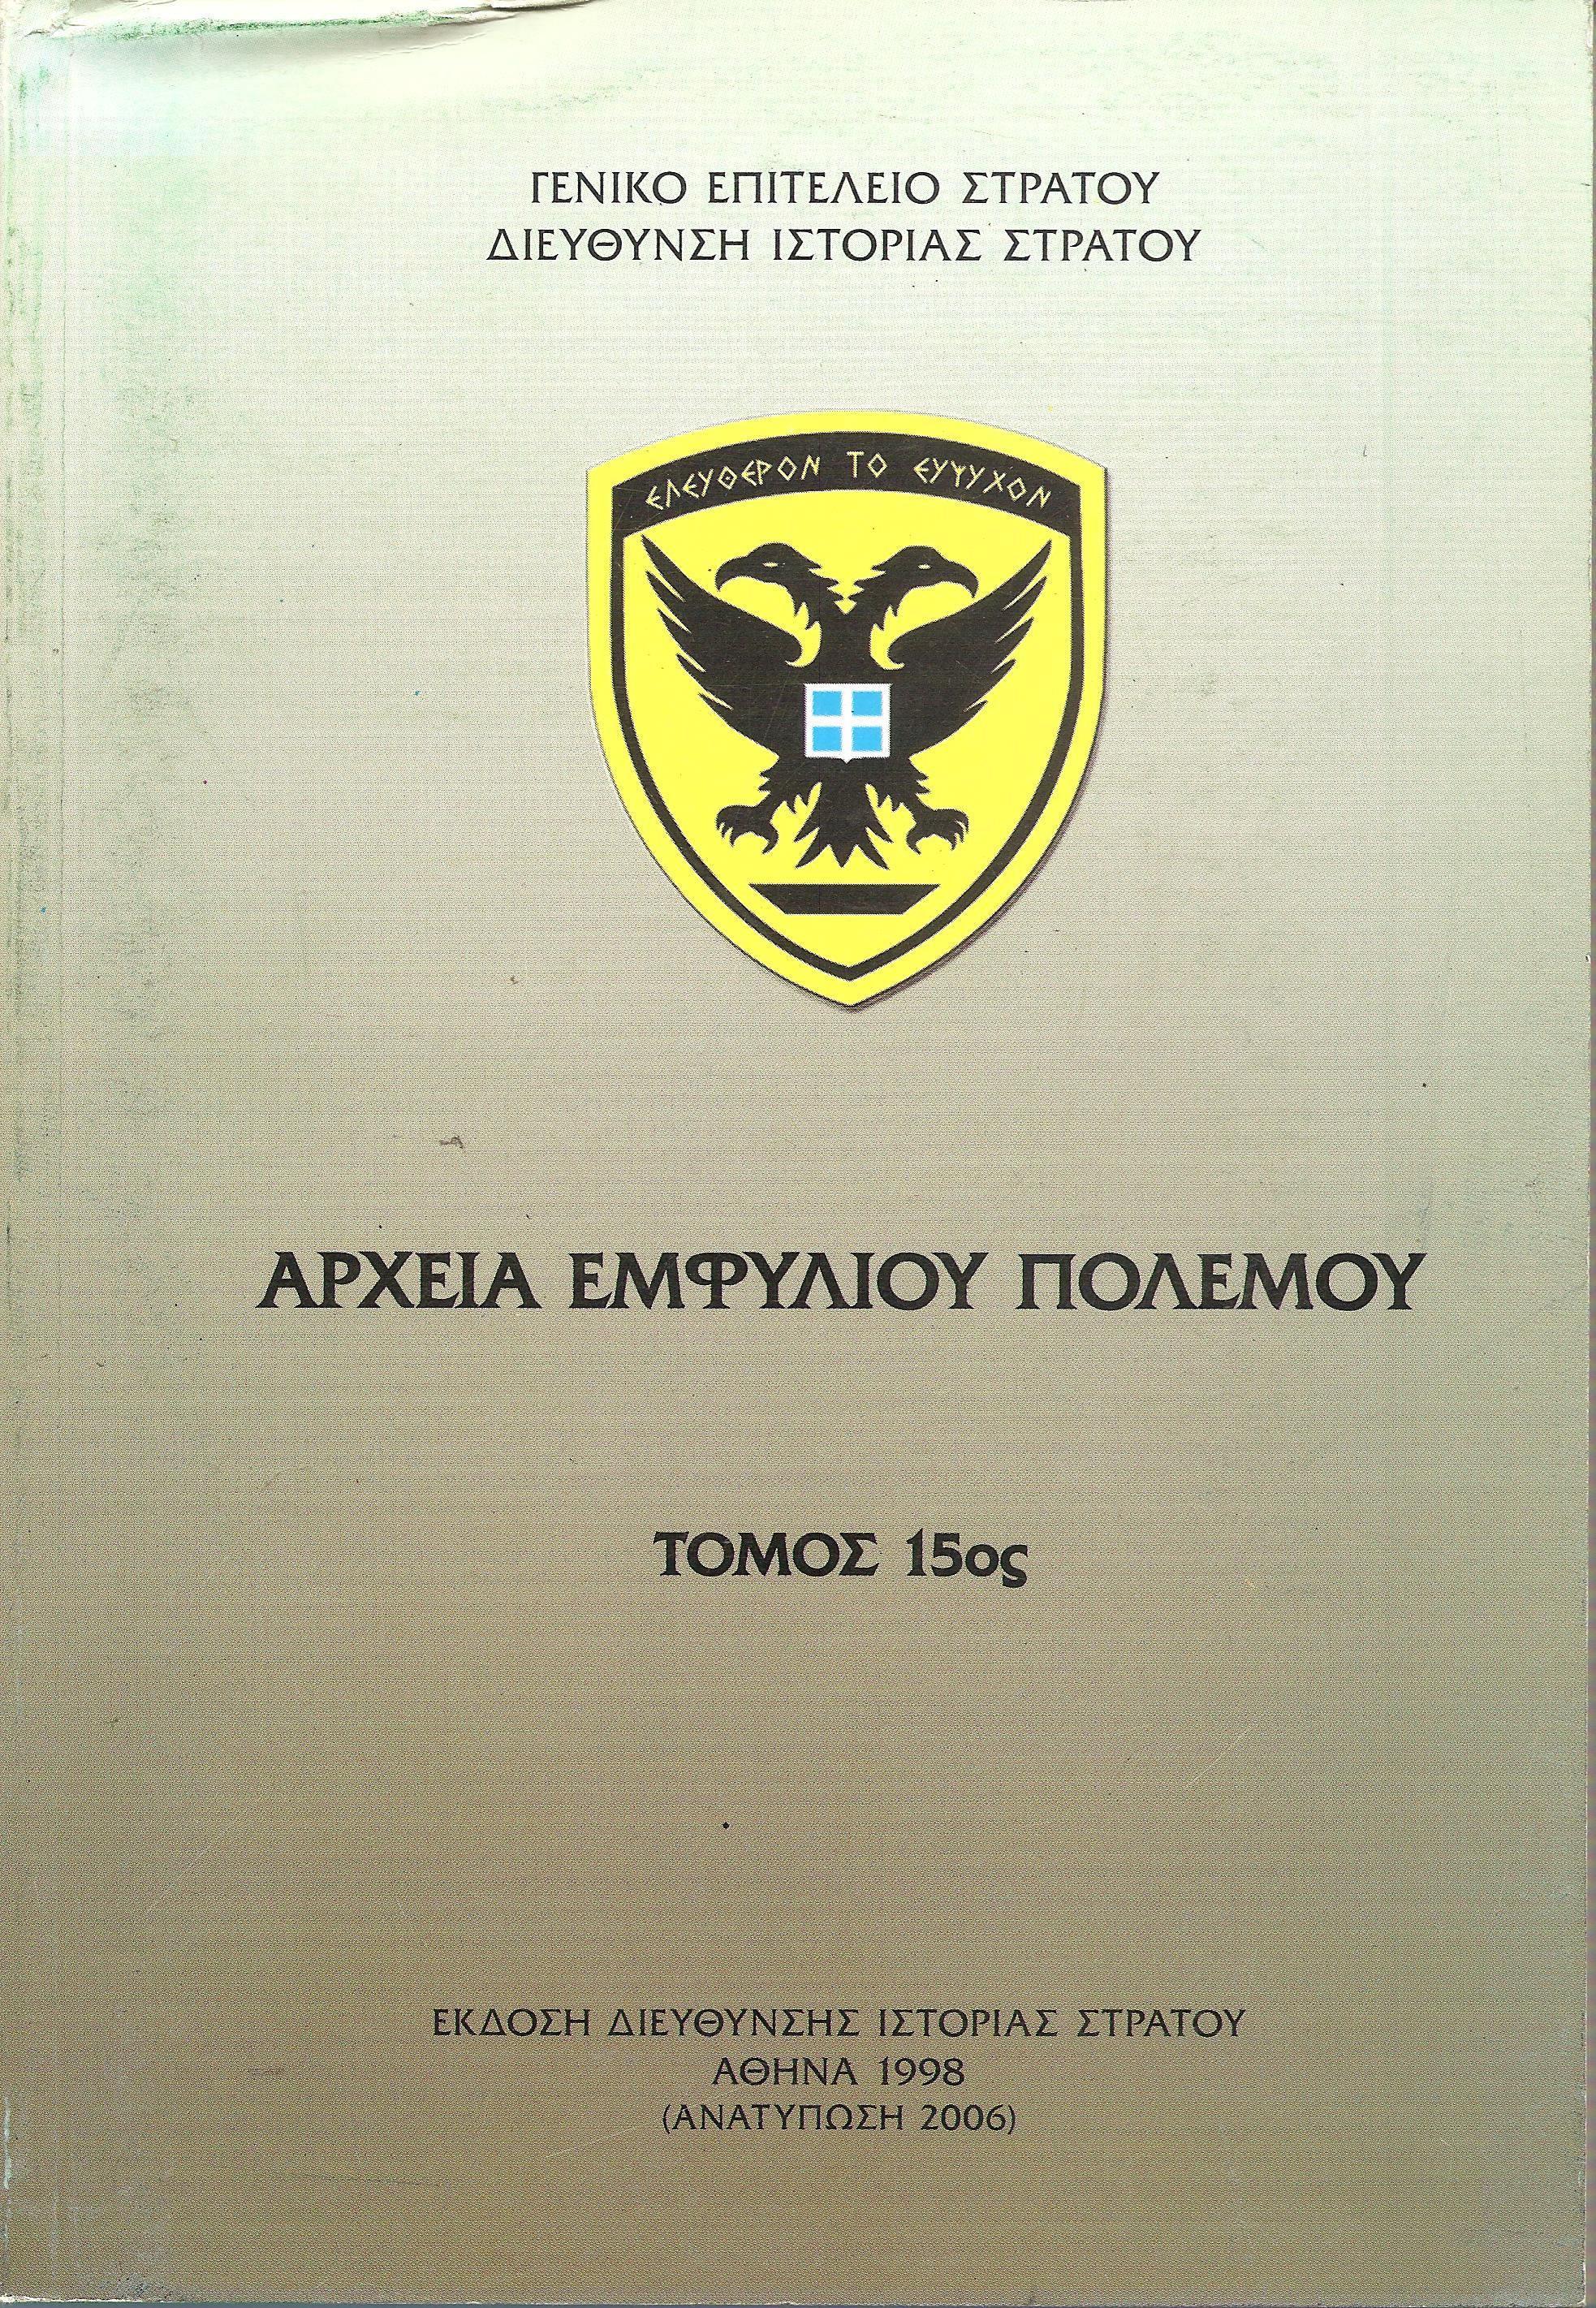 ΓΕΝΙΚΟ ΕΠΙΤΕΛΕΙΟ ΣΤΡΑΤΟΥ
ΔΙΕΥΘΥΝΣΗ ΙΣΤΟΡΙΑΣ ΣΤΡΑΤΟΥ
ΕΛΕΥΘΕΡΟΝ ΤΟ ΕΥΨΥΧΟΝ
ΑΡΧΕΙΑ ΕΜΦΥΛΙΟΥ ΠΟΛΕΜΟΥ
ΤΟΜΟΣ 15ος
ΕΚΔΟΣΗ ΔΙΕΥΘΥΝΣΗΣ ΙΣΤΟΡΙΑΣ ΣΤΡΑΤΟΥ
ΑΘΗΝΑ 1998
(ΑΝΑΤΥΠΩΣΗ 2006)